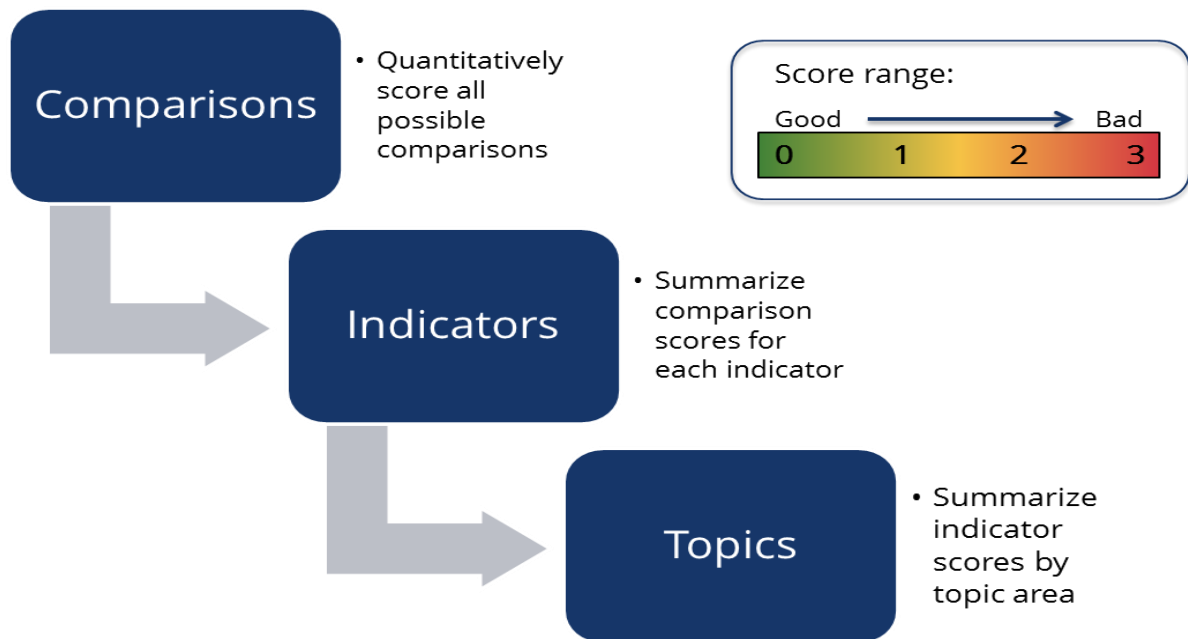 Comparisons
• Quantitatively
score all
possible
comparisons
Score range:
Good Bad
0 1 2 3
Indicators
• Summarize
comparison
scores for
each indicator
Topics
• Summarize
indicator
scores by
topic area